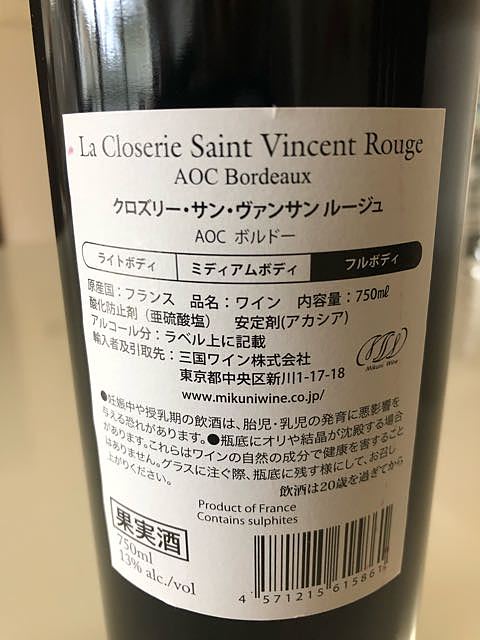 La Closerie Saint Vincent Rouge
AOC Bordeaux
クロズリー・サン・ヴァンサン ルージュ
AOC ボルドー
ライトボディ ミディアムボディ フルボディ
原産国：フランス 品名：ワイン 内容量：750㎖
酸化防止剤（亜硫酸塩） 安定剤(アカシア)
アルコール分：ラベル上に記載
輸入者及引取先：三国ワイン株式会社
東京都中央区新川1-17-18
www.mikuniwine.co.jp/
Mikuni Wine
●妊娠中や授乳期の飲酒は、胎児・乳児の発育に悪影響を
与える恐れがあります。●瓶底にオリや結晶が沈殿する場合
があります。これらはワインの自然の成分で健康を害すること
はありません。グラスに注ぐ際、瓶底に残す様にして、お召し
上がりください。
飲酒は20歳を過ぎてから
Product of France
Contains sulphites
果実酒
750ml
13% alc./vol
4 571215 615861